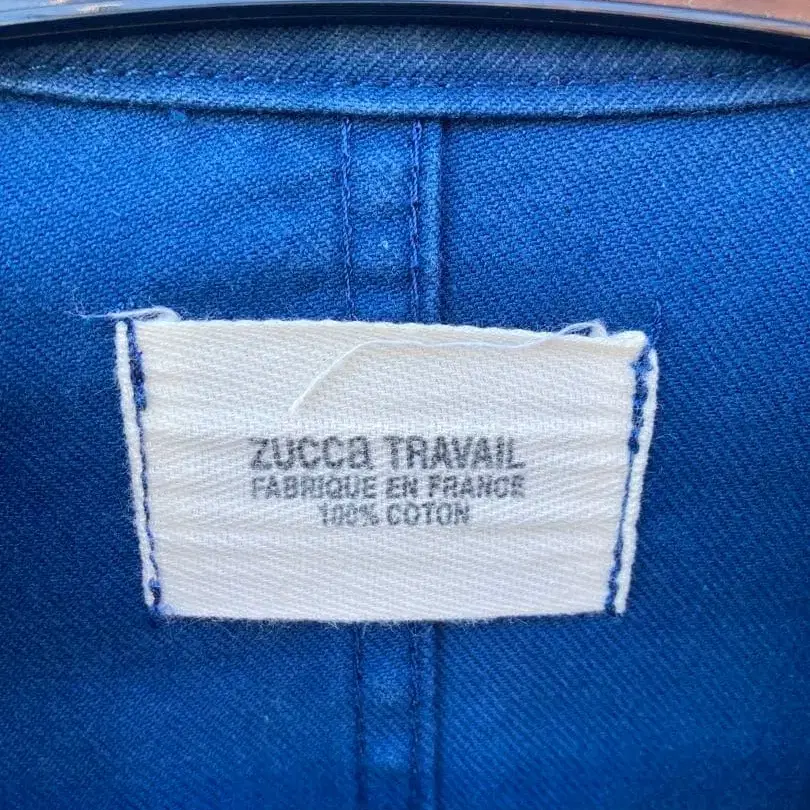 zucca TRAVAIL
FABRIQUE EN FRANCE
100% COTON